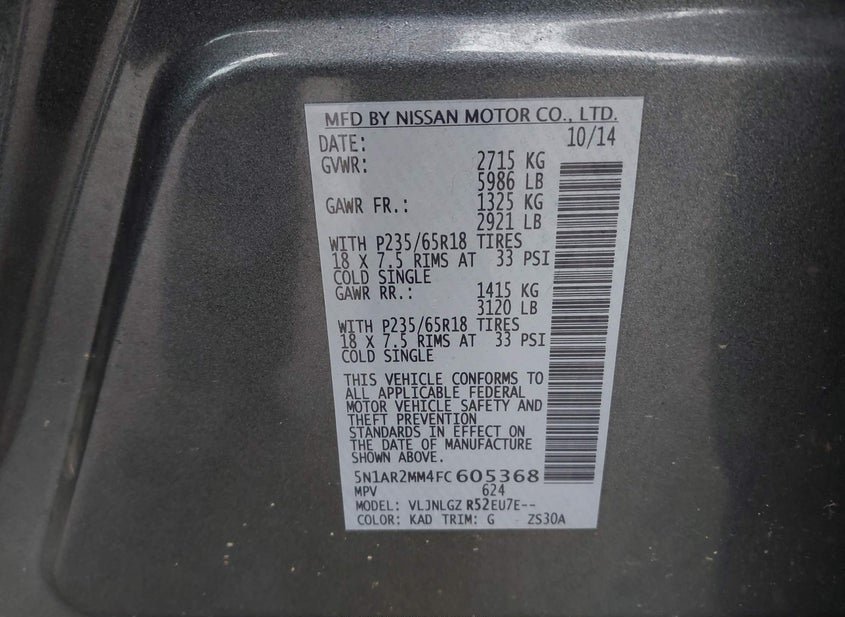 MFD BY NISSAN MOTOR CO., LTD.
DATE: 10/14
GVWR: 2715 KG
5986 LB
GAWR FR.: 1325 KG
2921 LB
WITH P235/65R18 TIRES
18 X 7.5 RIMS AT 33 PSI
COLD SINGLE
GAWR RR.: 1415 KG
3120 LB
WITH P235/65R18 TIRES
18 X 7.5 RIMS AT 33 PSI
COLD SINGLE
THIS VEHICLE CONFORMS TO
ALL APPLICABLE FEDERAL
MOTOR VEHICLE SAFETY AND
THEFT PREVENTION
STANDARDS IN EFFECT ON
THE DATE OF MANUFACTURE
SHOWN ABOVE.
5N1AR2MM4FC605368
MPV 624
MODEL: VLJNLGZ R52EU7E--
COLOR: KAD TRIM: G ZS30A